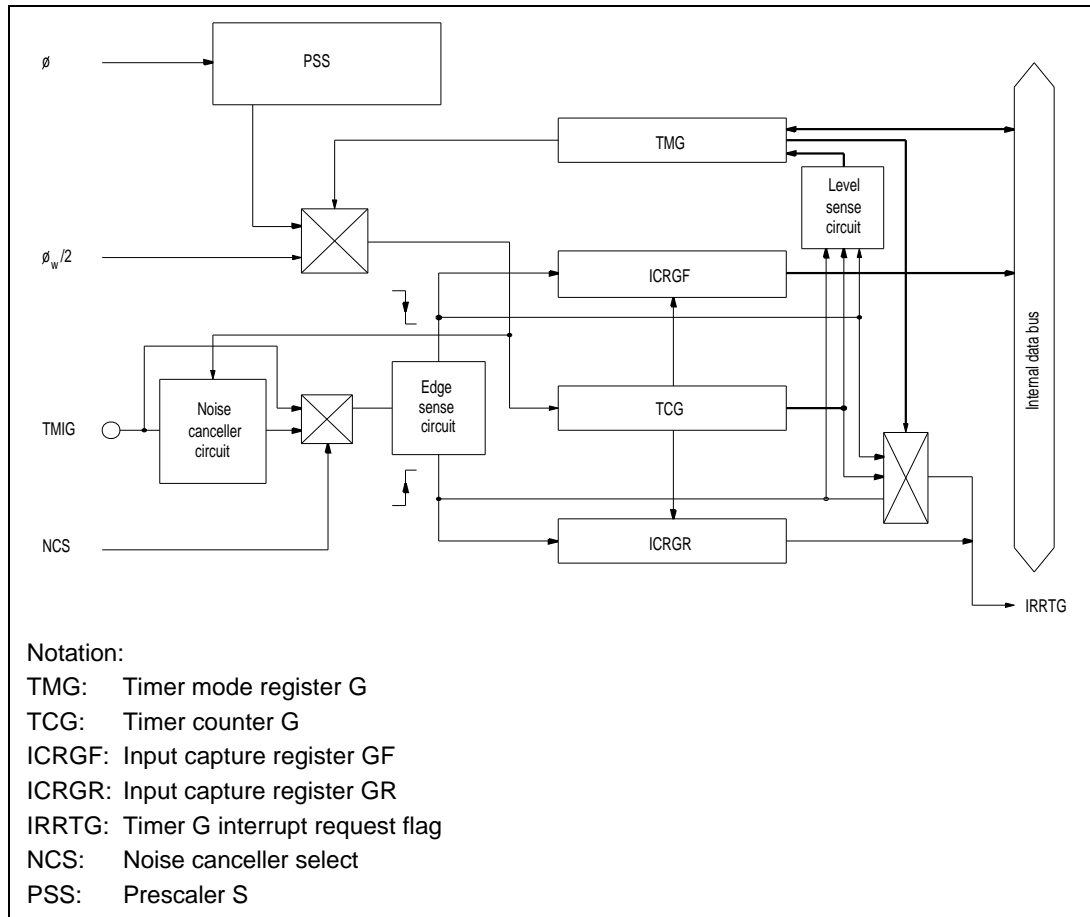 ø
PSS
TMG
Level
sense
circuit
ø w /2
ICRGF
Internal data bus
TMIG
Noise
canceller
circuit
Edge
sense
circuit
TCG
NCS
ICRGR
IRRTG
Notation:
TMG: Timer mode register G
TCG: Timer counter G
ICRGF: Input capture register GF
ICRGR: Input capture register GR
IRRTG: Timer G interrupt request flag
NCS: Noise canceller select
PSS: Prescaler S